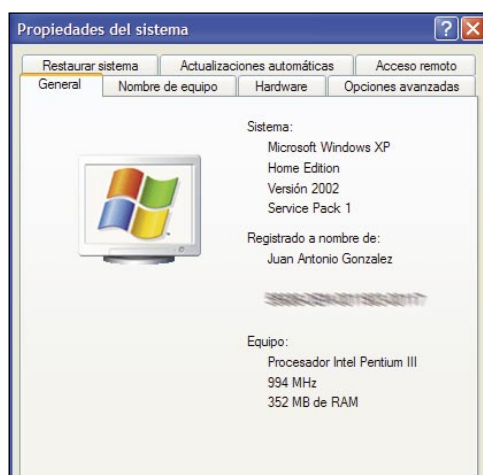 Propiedades del sistema
Restaurar sistema Actualizaciones automáticas Acceso remoto
General Nombre de equipo Hardware Opciones avanzadas
Sistema:
Microsoft Windows XP
Home Edition
Versión 2002
Service Pack 1
Registrado a nombre de:
Juan Antonio Gonzalez
Equipo:
Procesador Intel Pentium III
994 MHz
352 MB de RAM